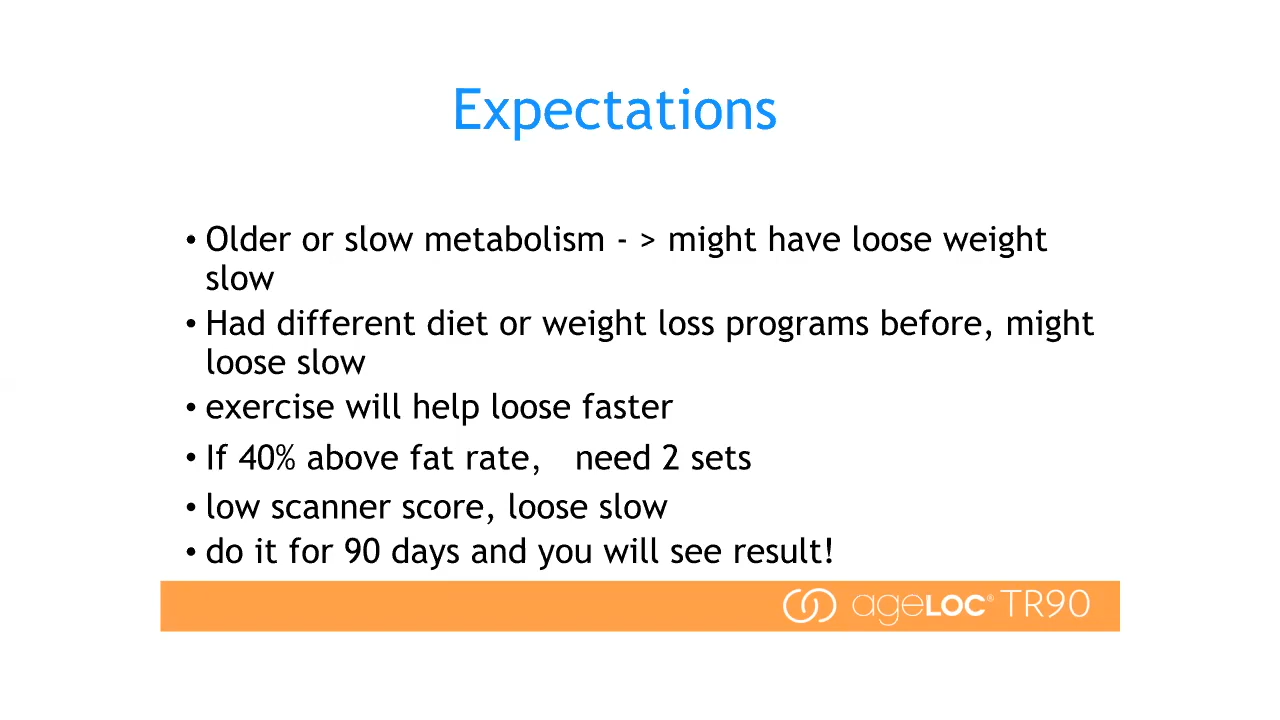 Expectations
• Older or slow metabolism - > might have loose weight
slow
• Had different diet or weight loss programs before, might
loose slow
• exercise will help loose faster
• If 40% above fat rate, need 2 sets
• low scanner score, loose slow
• do it for 90 days and you will see result!
ageLOC® TR90